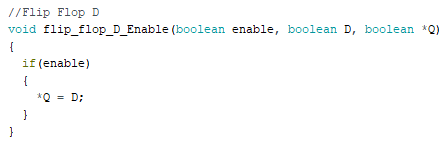 //Flip Flop D
void flip_flop_D_Enable(boolean enable, boolean D, boolean *Q)
{
  if(enable)
  {
    *Q = D;
  }
}